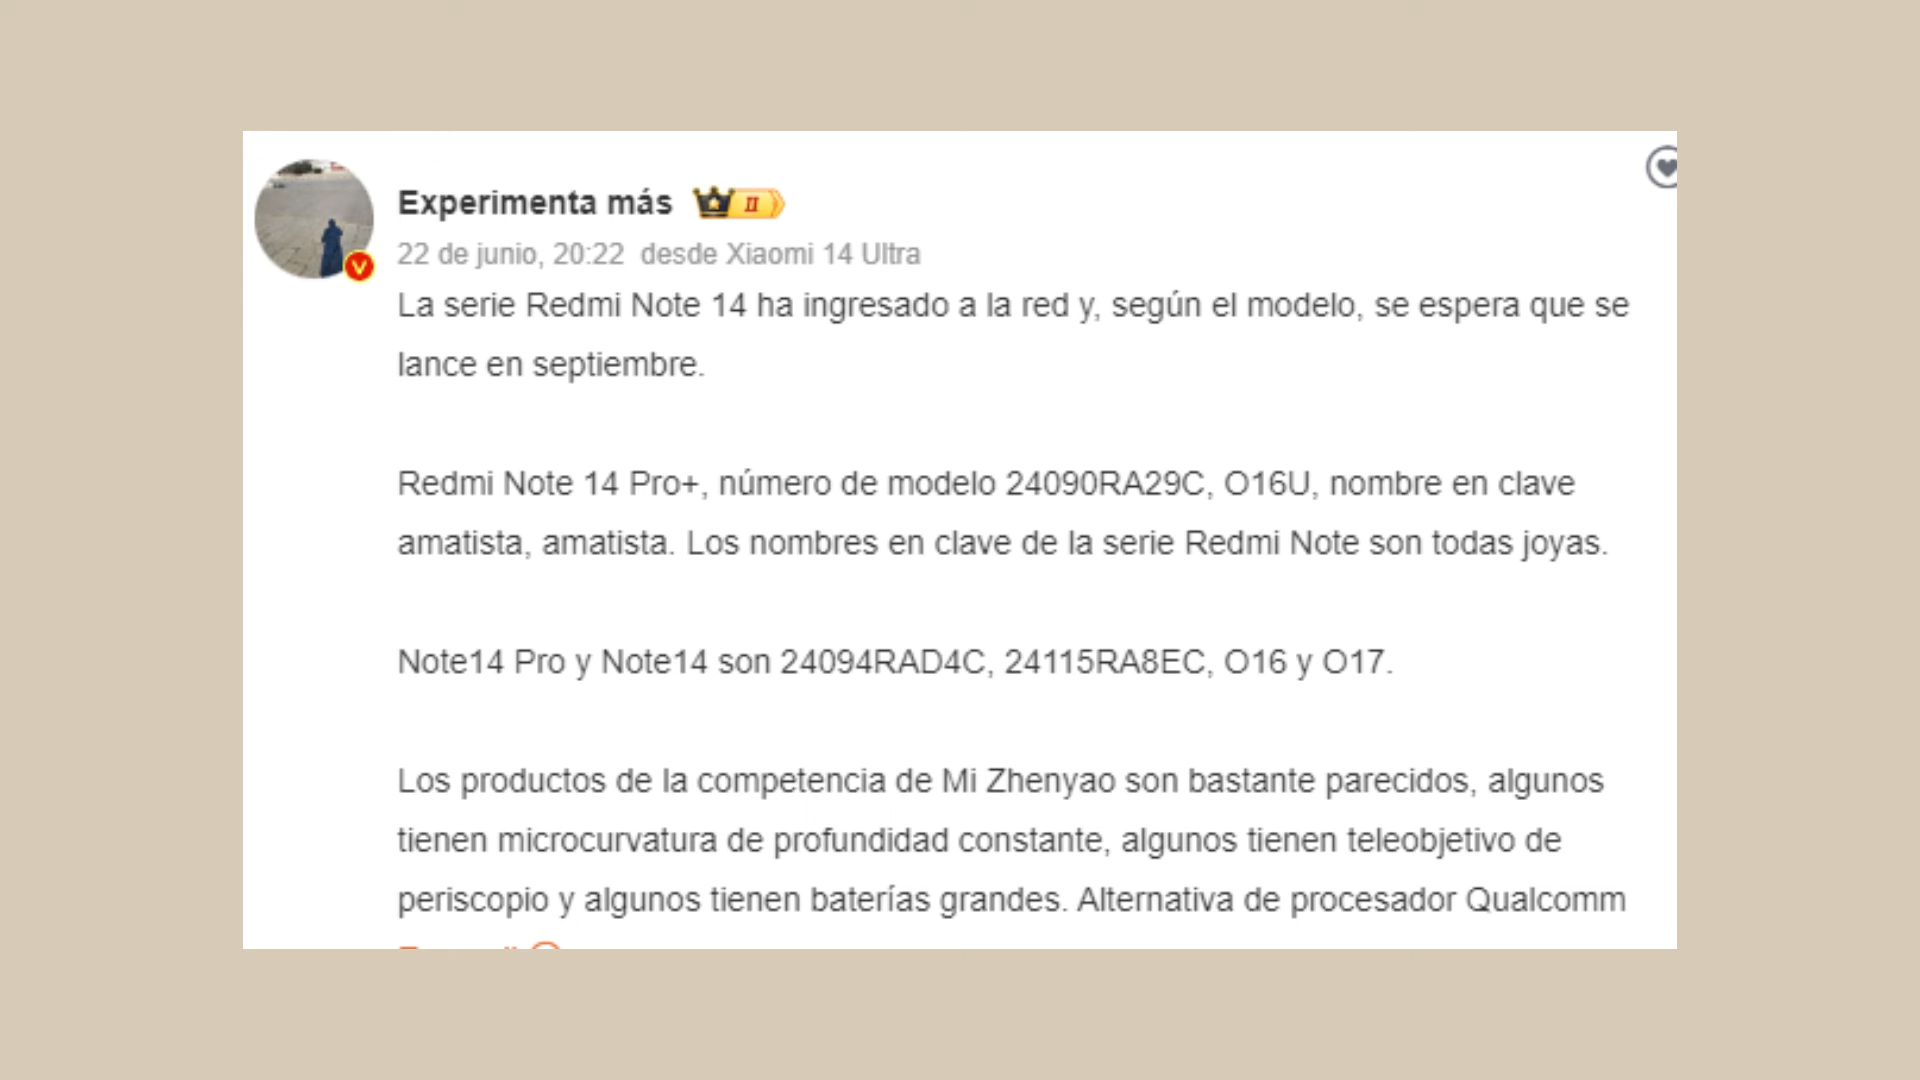 Experimenta más II
22 de junio, 20:22 desde Xiaomi 14 Ultra
La serie Redmi Note 14 ha ingresado a la red y, según el modelo, se espera que se
lance en septiembre.
Redmi Note 14 Pro+, número de modelo 24090RA29C, O16U, nombre en clave
amatista, amatista. Los nombres en clave de la serie Redmi Note son todas joyas.
Note14 Pro y Note14 son 24094RAD4C, 24115RA8EC, O16 y O17.
Los productos de la competencia de Mi Zhenyao son bastante parecidos, algunos
tienen microcurvatura de profundidad constante, algunos tienen teleobjetivo de
periscopio y algunos tienen baterías grandes. Alternativa de procesador Qualcomm